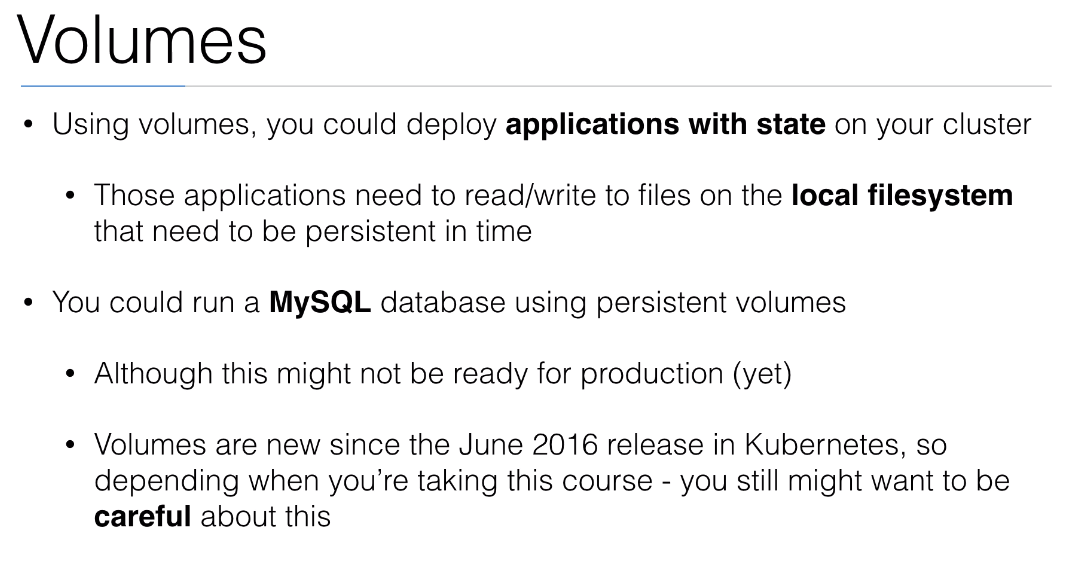 Volumes
• Using volumes, you could deploy applications with state on your cluster
• Those applications need to read/write to files on the local filesystem
that need to be persistent in time
• You could run a MySQL database using persistent volumes
• Although this might not be ready for production (yet)
• Volumes are new since the June 2016 release in Kubernetes, so
depending when you’re taking this course - you still might want to be
careful about this